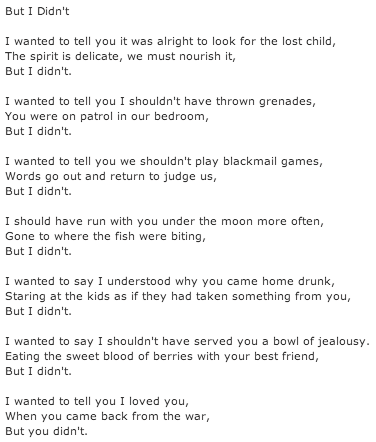 But I Didn't
I wanted to tell you it was alright to look for the lost child,
The spirit is delicate, we must nourish it,
But I didn't.
I wanted to tell you I shouldn't have thrown grenades,
You were on patrol in our bedroom,
But I didn't.
I wanted to tell you we shouldn't play blackmail games,
Words go out and return to judge us,
But I didn't.
I should have run with you under the moon more often,
Gone to where the fish were biting,
But I didn't.
I wanted to say I understood why you came home drunk,
Staring at the kids as if they had taken something from you,
But I didn't.
I wanted to say I shouldn't have served you a bowl of jealousy.
Eating the sweet blood of berries with your best friend,
But I didn't.
I wanted to tell you I loved you,
When you came back from the war,
But you didn't.